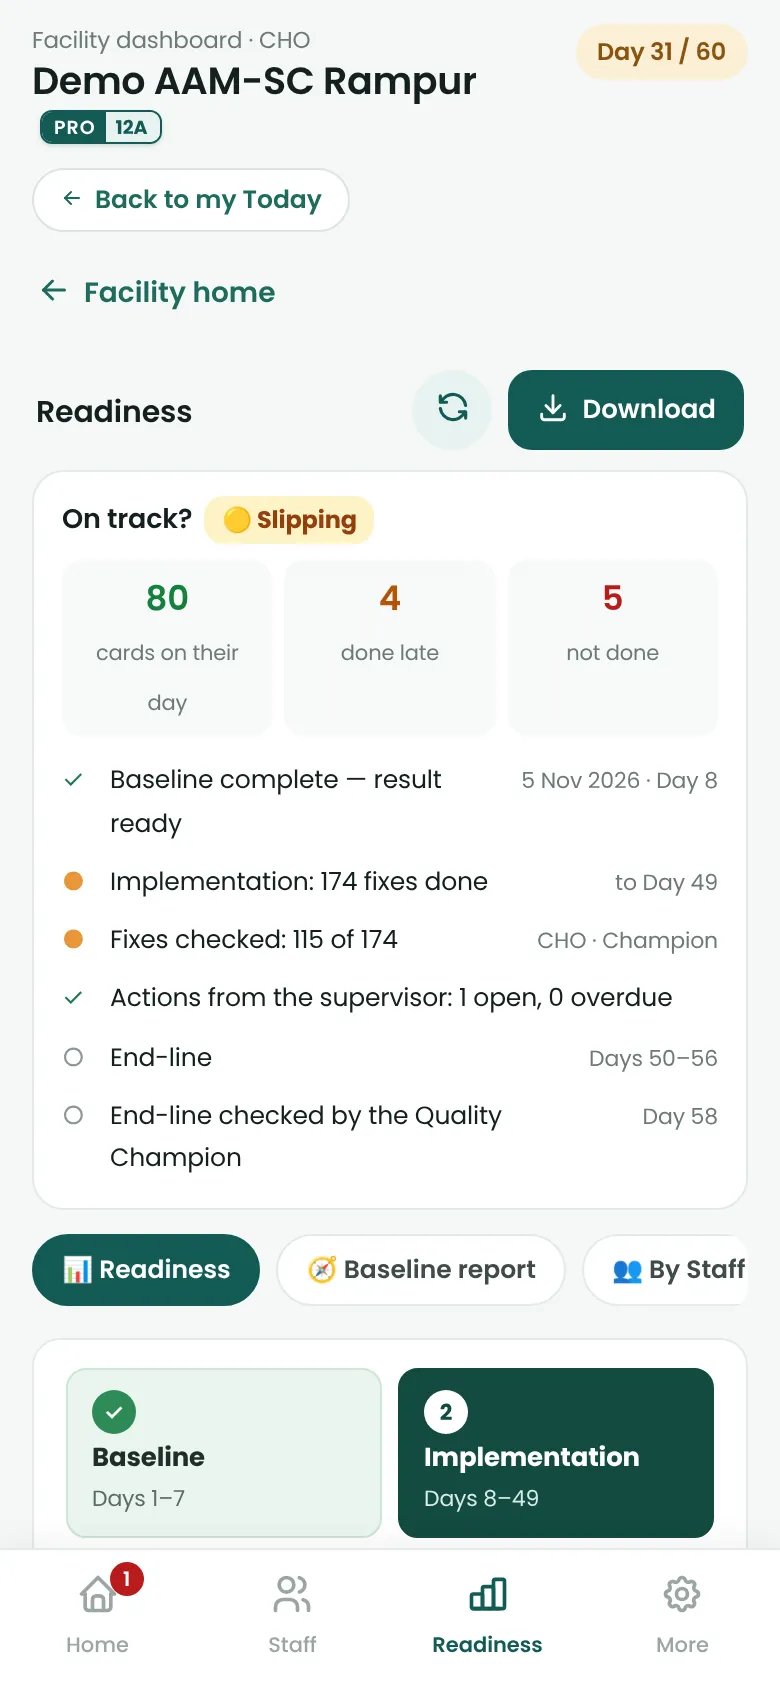 Facility dashboard · CHO
Day 31 / 60
Demo AAM-SC Rampur
PRO 12A
← Back to my Today
← Facility home
Readiness
Download
On track? 🟡 Slipping
80
cards on their
day
4
done late
5
not done
✓ Baseline complete — result
ready
5 Nov 2026 · Day 8
Implementation: 174 fixes done
to Day 49
Fixes checked: 115 of 174
CHO · Champion
✓ Actions from the supervisor: 1 open, 0 overdue
End-line
Days 50–56
End-line checked by the Quality
Champion
Day 58
📊 Readiness
🧭 Baseline report
👥 By Staff
✓
Baseline
Days 1–7
2
Implementation
Days 8–49
1
Home
Staff
Readiness
More